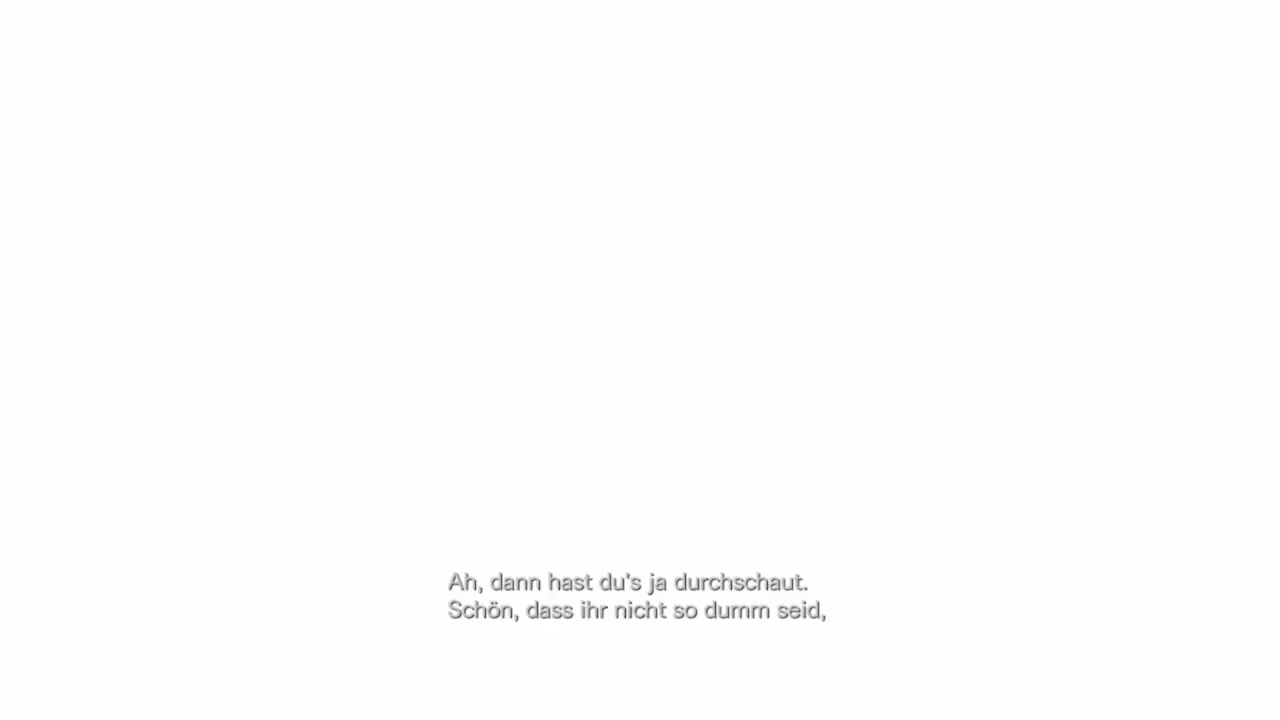 Ah, dann hast du's ja durchschaut.
Schön, dass ihr nicht so dumm seid,